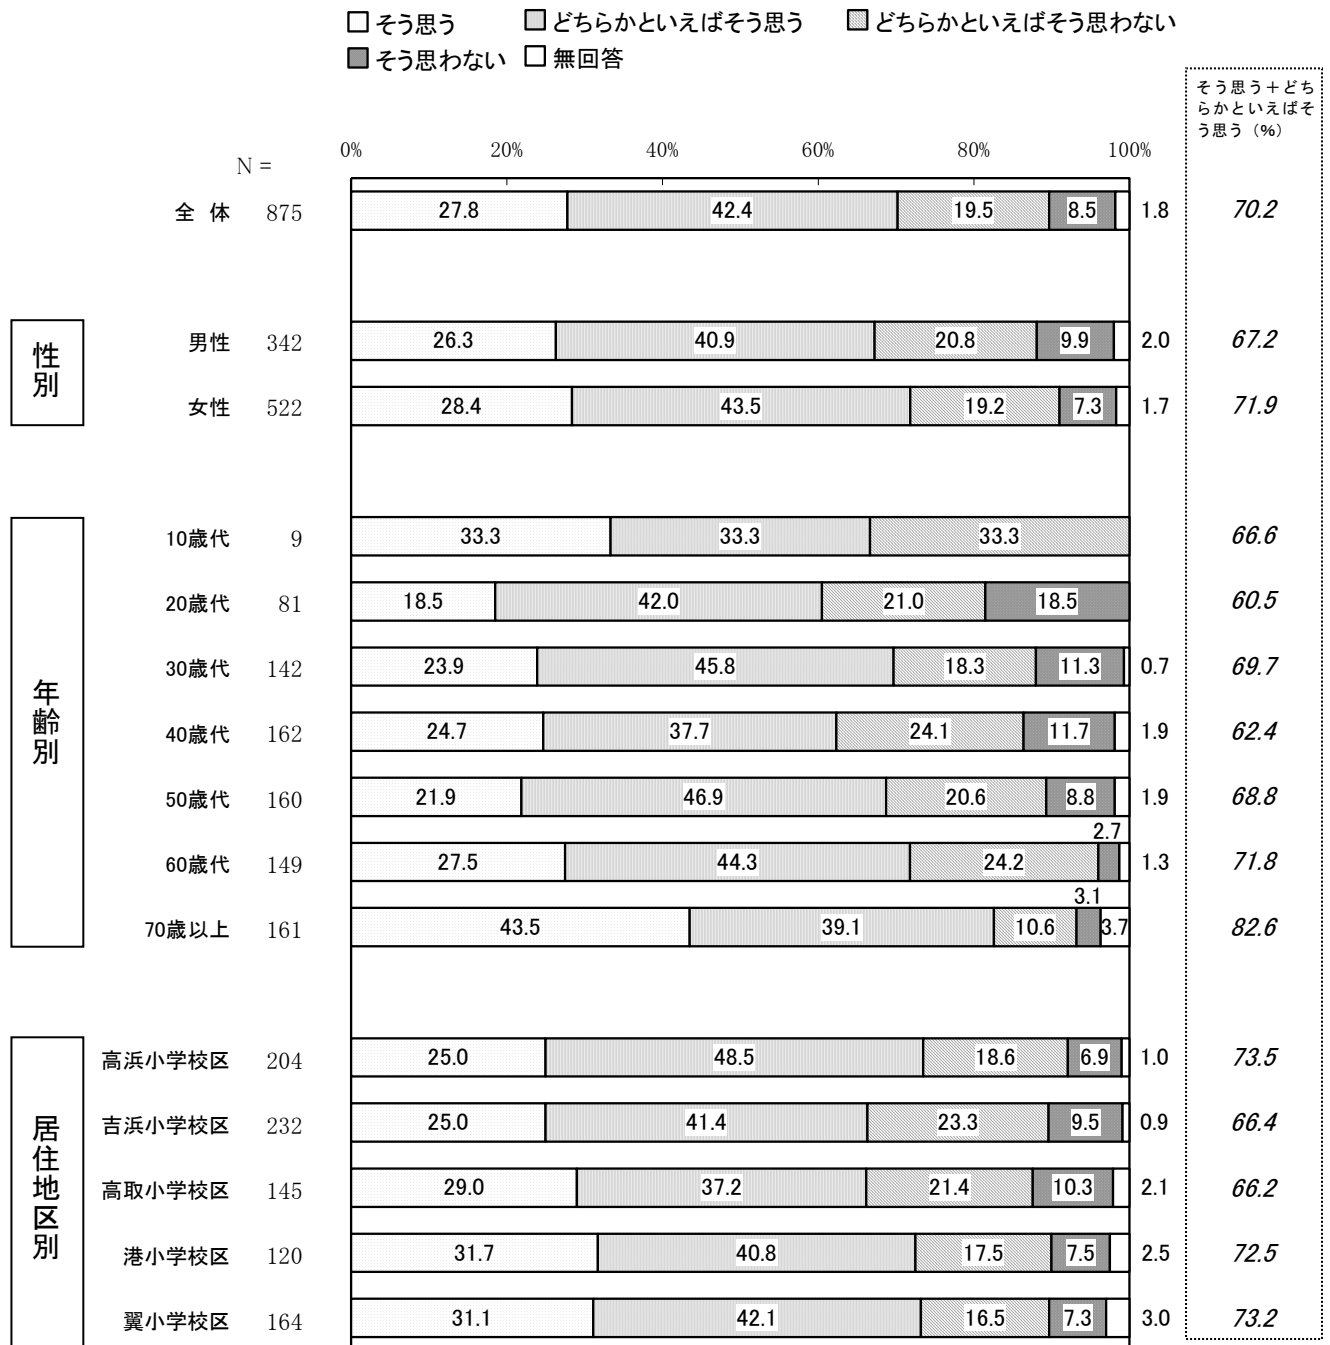 そう思う どちらかといえばそう思う どちらかといえばそう思わない
そう思わない 無回答
そう思う＋どち
らかといえばそ
う思う（%）
0% 20% 40% 60% 80% 100%
N =
全 体 875 27.8 42.4 19.5 8.5 1.8 70.2
性別
男性 342 26.3 40.9 20.8 9.9 2.0 67.2
女性 522 28.4 43.5 19.2 7.3 1.7 71.9
年齢別
10歳代 9 33.3 33.3 33.3 66.6
20歳代 81 18.5 42.0 21.0 18.5 60.5
30歳代 142 23.9 45.8 18.3 11.3 0.7 69.7
40歳代 162 24.7 37.7 24.1 11.7 1.9 62.4
50歳代 160 21.9 46.9 20.6 8.8 1.9 68.8
60歳代 149 27.5 44.3 24.2 2.7 1.3 71.8
70歳以上 161 43.5 39.1 10.6 3.1 3.7 82.6
居住地区別
高浜小学校区 204 25.0 48.5 18.6 6.9 1.0 73.5
吉浜小学校区 232 25.0 41.4 23.3 9.5 0.9 66.4
高取小学校区 145 29.0 37.2 21.4 10.3 2.1 66.2
港小学校区 120 31.7 40.8 17.5 7.5 2.5 72.5
翼小学校区 164 31.1 42.1 16.5 7.3 3.0 73.2